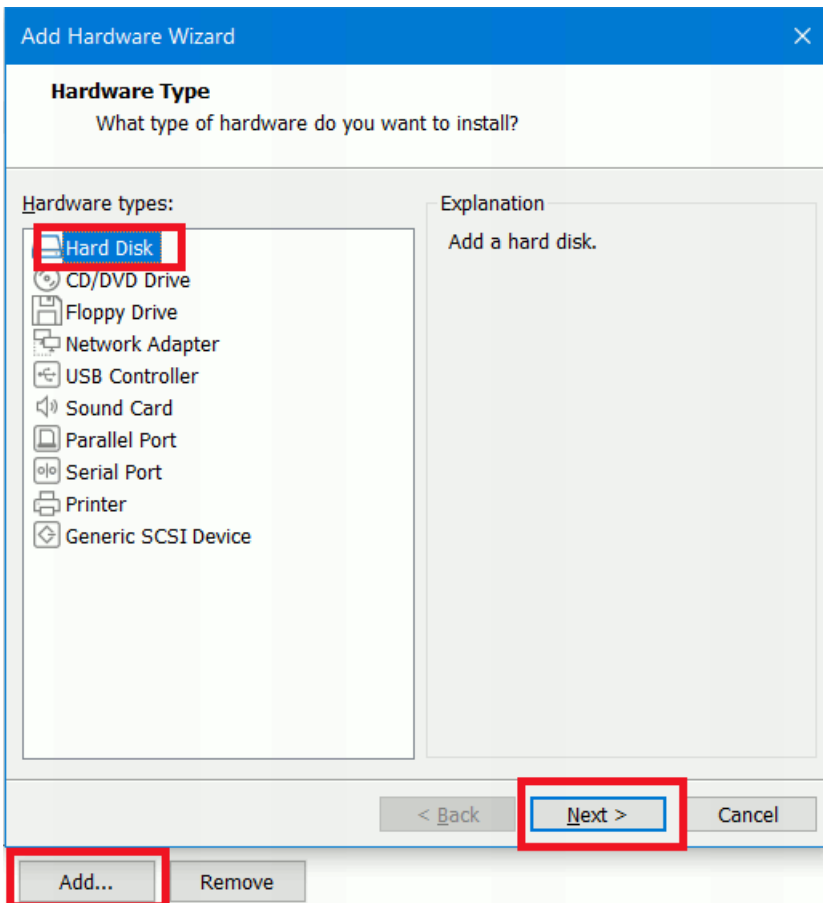 Add Hardware Wizard
Hardware Type
What type of hardware do you want to install?
Hardware types:
Hard Disk
CD/DVD Drive
Floppy Drive
Network Adapter
USB Controller
Sound Card
Parallel Port
Serial Port
Printer
Generic SCSI Device
Explanation
Add a hard disk.
< Back
Next >
Cancel
Add...
Remove